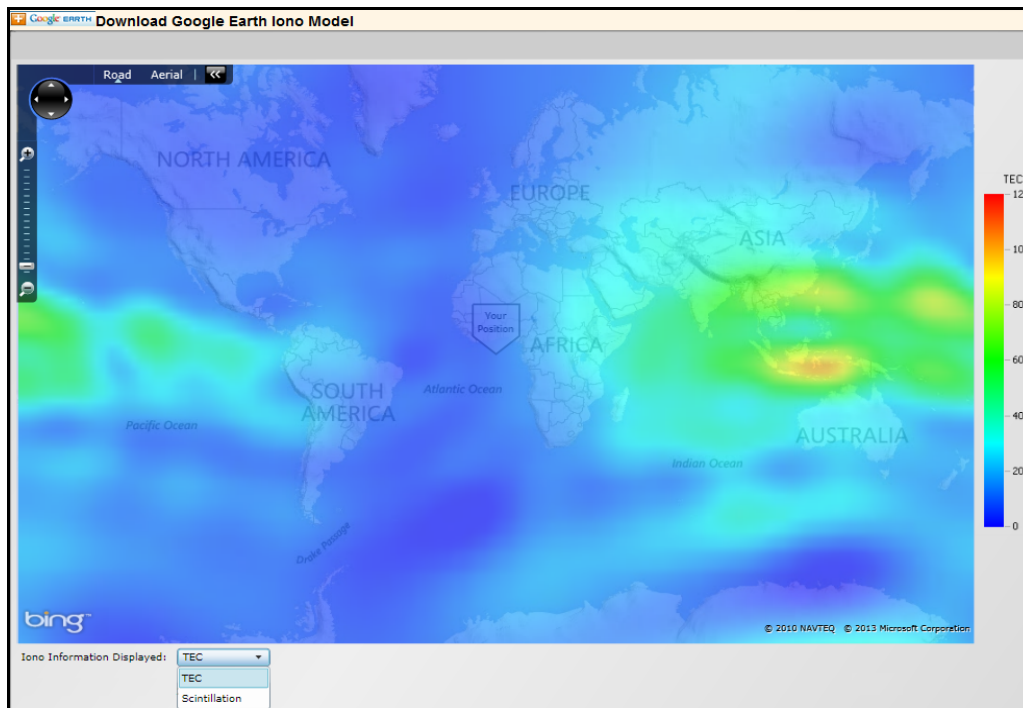 Google EARTH Download Google Earth Iono Model
Road Aerial | «
NORTH AMERICA
EUROPE
ASIA
Your
Position
AFRICA
SOUTH
AMERICA
Atlantic Ocean
Pacific Ocean
AUSTRALIA
Indian Ocean
Drake Passage
bing™
© 2010 NAVTEQ © 2013 Microsoft Corporation
TEC
80
60
40
20
0
Iono Information Displayed: TEC
TEC
Scintillation